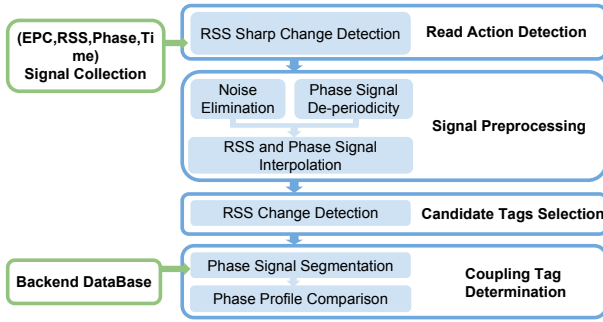 (EPC,RSS,Phase,Ti
me)
Signal Collection
RSS Sharp Change Detection
Read Action Detection
Noise
Elimination
Phase Signal
De-periodicity
RSS and Phase Signal
Interpolation
Signal Preprocessing
RSS Change Detection
Candidate Tags Selection
Backend DataBase
Phase Signal Segmentation
Phase Profile Comparison
Coupling Tag
Determination